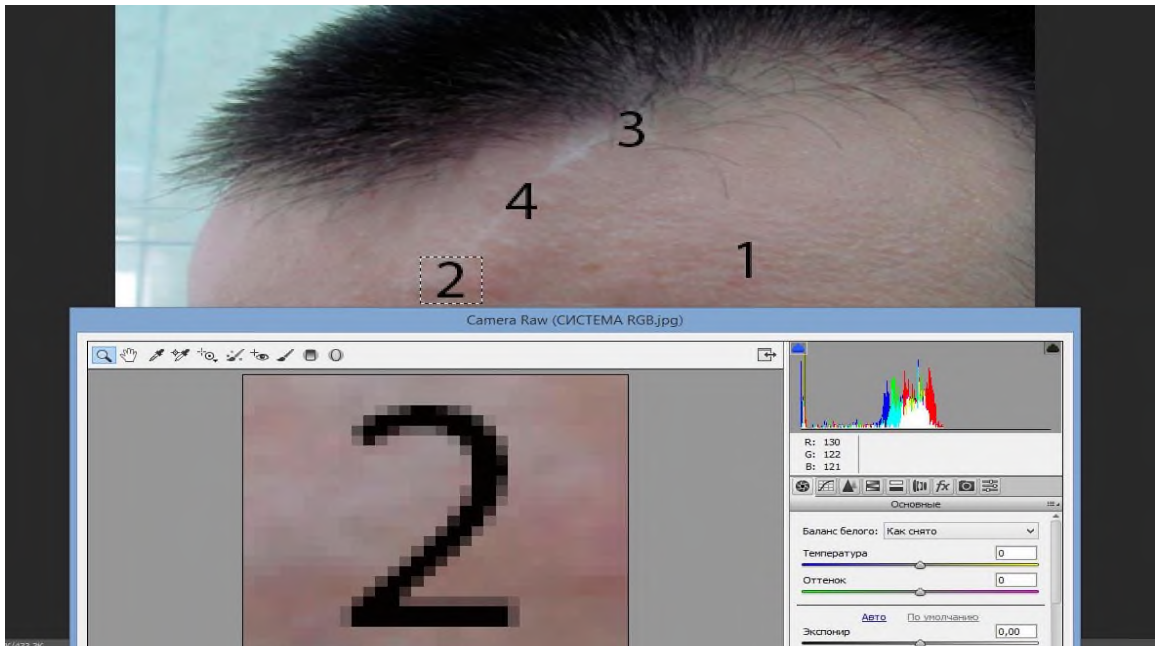 3
4
1
2
Camera Raw (СИСТЕМА RGB.jpg)
2
R: 130
G: 122
B: 121
fx
Основные
Баланс белого: Как снято
Температура 0
Оттенок 0
Авто По умолчанию
Экспонир 0,00